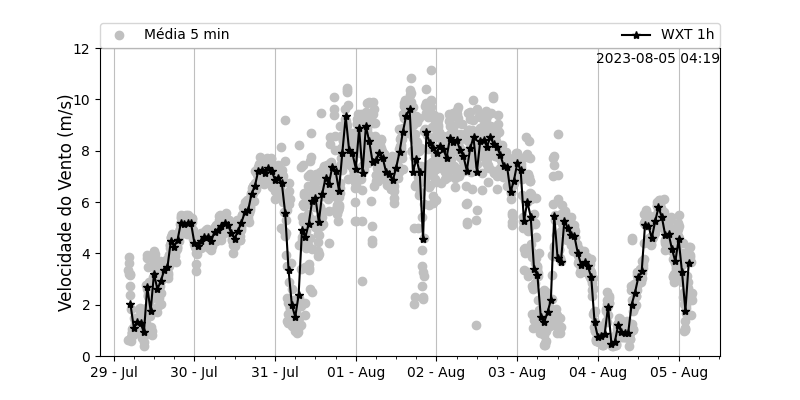 Média 5 min
WXT 1h
2023-08-05 04:19
Velocidade do Vento (m/s)
12
10
8
6
4
2
0
29 - Jul 30 - Jul 31 - Jul 01 - Aug 02 - Aug 03 - Aug 04 - Aug 05 - Aug